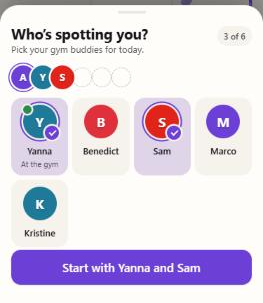 Who's spotting you?
3 of 6
Pick your gym buddies for today.
A Y S
Y B S M
Yanna Benedict Sam Marco
At the gym
K
Kristine
Start with Yanna and Sam